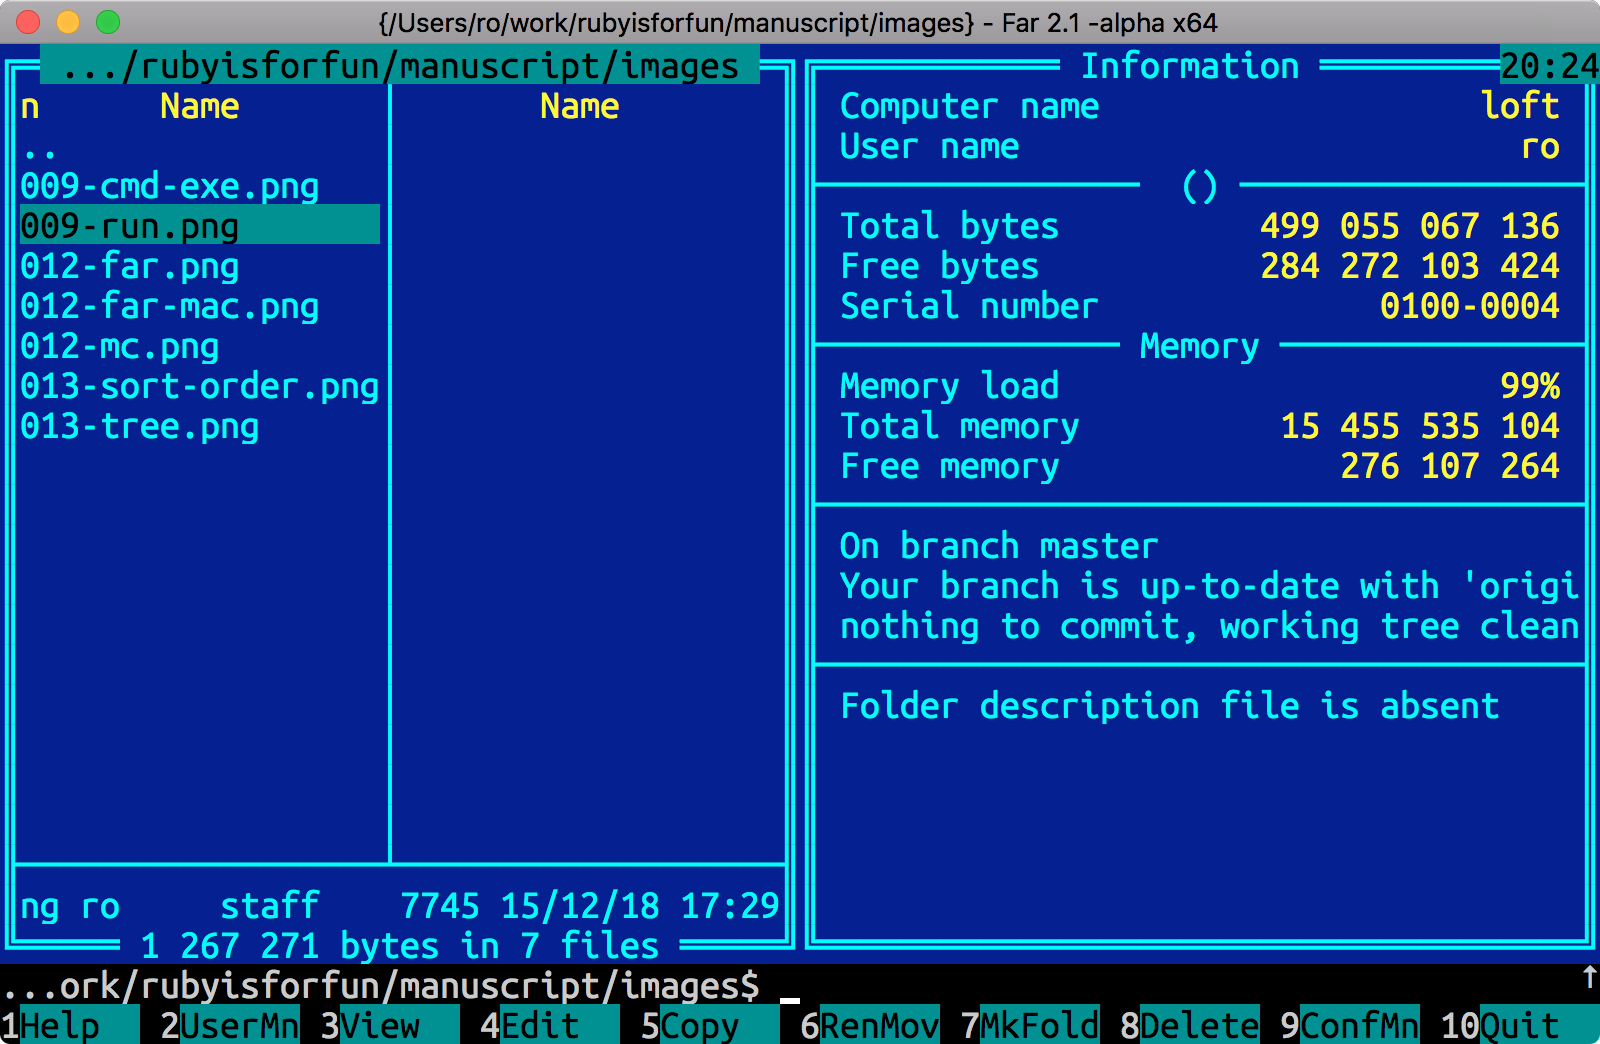 {/Users/ro/work/rubyisforfun/manuscript/images} - Far 2.1 -alpha x64
.../rubyisforfun/manuscript/images
n Name Name
..
009-cmd-exe.png
009-run.png
012-far.png
012-far-mac.png
012-mc.png
013-sort-order.png
013-tree.png
ng ro staff 7745 15/12/18 17:29
1 267 271 bytes in 7 files
Information 20:24
Computer name loft
User name ro
()
Total bytes 499 055 067 136
Free bytes 284 272 103 424
Serial number 0100-0004
Memory
Memory load 99%
Total memory 15 455 535 104
Free memory 276 107 264
On branch master
Your branch is up-to-date with 'origi
nothing to commit, working tree clean
Folder description file is absent
...ork/rubyisforfun/manuscript/images$ _ ↑
1Help 2UserMn 3View 4Edit 5Copy 6RenMov 7MkFold 8Delete 9ConfMn 10Quit